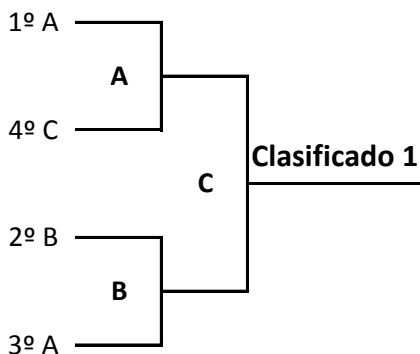 1º A
A
4º C
Clasificado 1
C
2º B
B
3º A